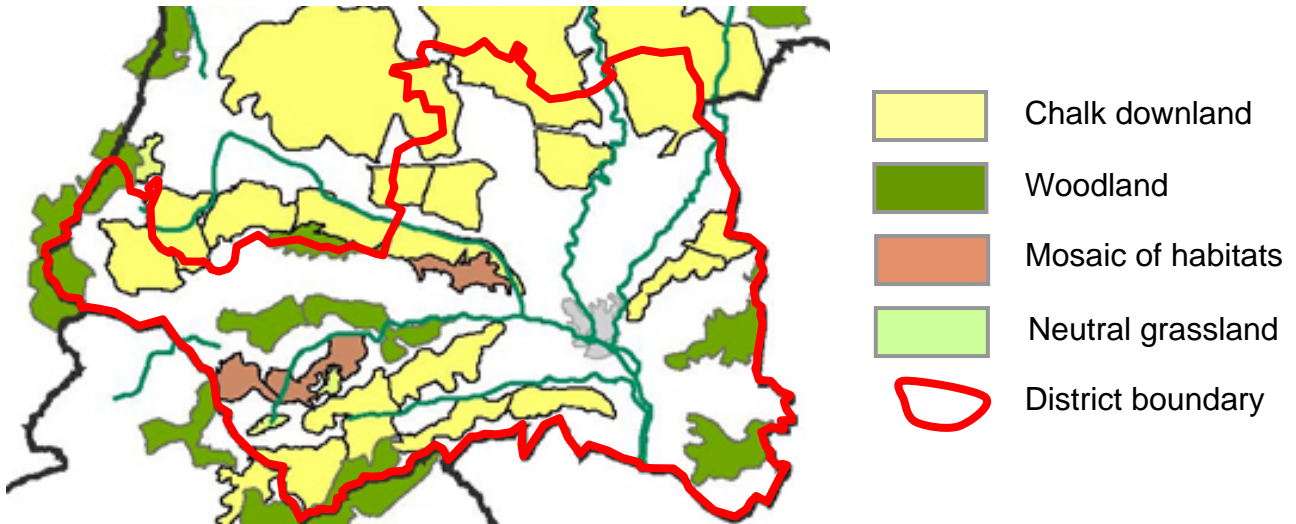 Chalk downland
Woodland
Mosaic of habitats
Neutral grassland
District boundary